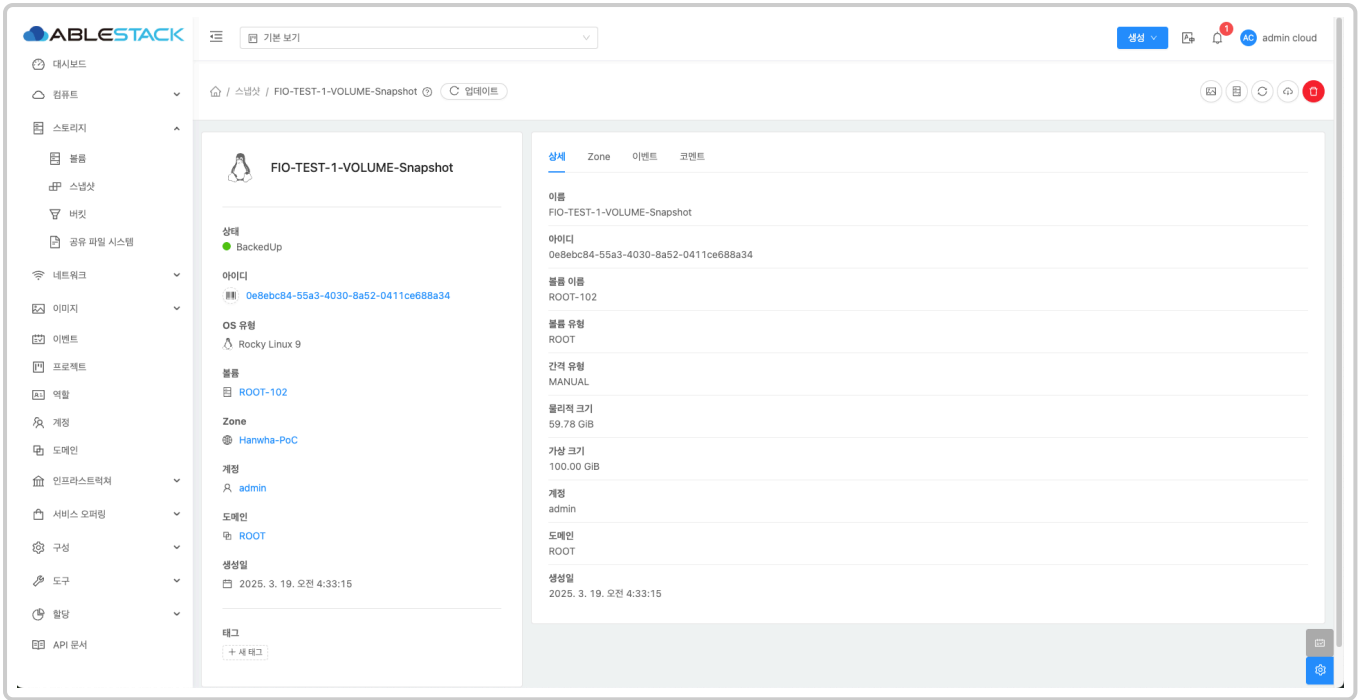 ABLESTACK
기본 보기
생성
1
AC admin cloud
대시보드
컴퓨트
스토리지
볼륨
스냅샷
버킷
공유 파일 시스템
네트워크
이미지
이벤트
프로젝트
역할
계정
도메인
인프라스트럭쳐
서비스 오퍼링
구성
도구
할당
API 문서
/ 스냅샷 / FIO-TEST-1-VOLUME-Snapshot
업데이트
FIO-TEST-1-VOLUME-Snapshot
상태
BackedUp
아이디
0e8ebc84-55a3-4030-8a52-0411ce688a34
OS 유형
Rocky Linux 9
볼륨
ROOT-102
Zone
Hanwha-PoC
계정
admin
도메인
ROOT
생성일
2025. 3. 19. 오전 4:33:15
태그
+ 새 태그
상세 Zone 이벤트 코멘트
이름
FIO-TEST-1-VOLUME-Snapshot
아이디
0e8ebc84-55a3-4030-8a52-0411ce688a34
볼륨 이름
ROOT-102
볼륨 유형
ROOT
간격 유형
MANUAL
물리적 크기
59.78 GiB
가상 크기
100.00 GiB
계정
admin
도메인
ROOT
생성일
2025. 3. 19. 오전 4:33:15